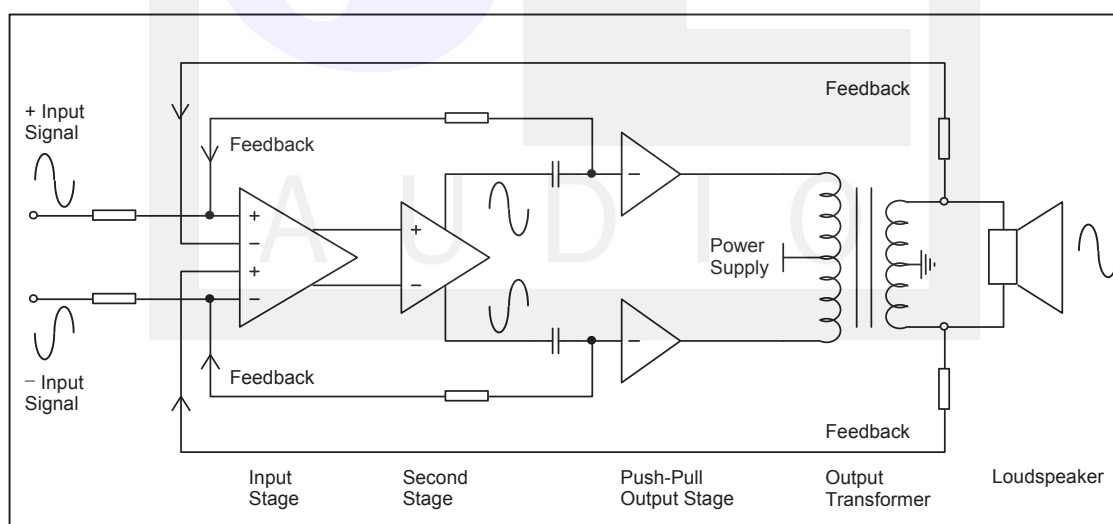 Feedback
+ Input
Signal
Feedback
+
−
+
−
AUDIO
+
−
−
−
Power
Supply
− Input
Signal
Feedback
Feedback
Input
Stage
Second
Stage
Push-Pull
Output Stage
Output
Transformer
Loudspeaker